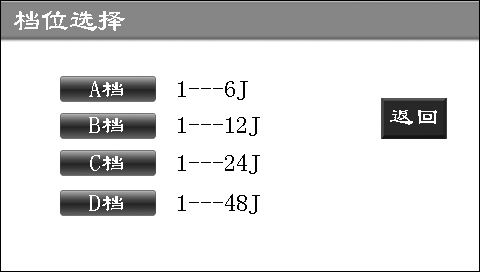 档位选择
A档 1---6J
B档 1---12J
返回
C档 1---24J
D档 1---48J